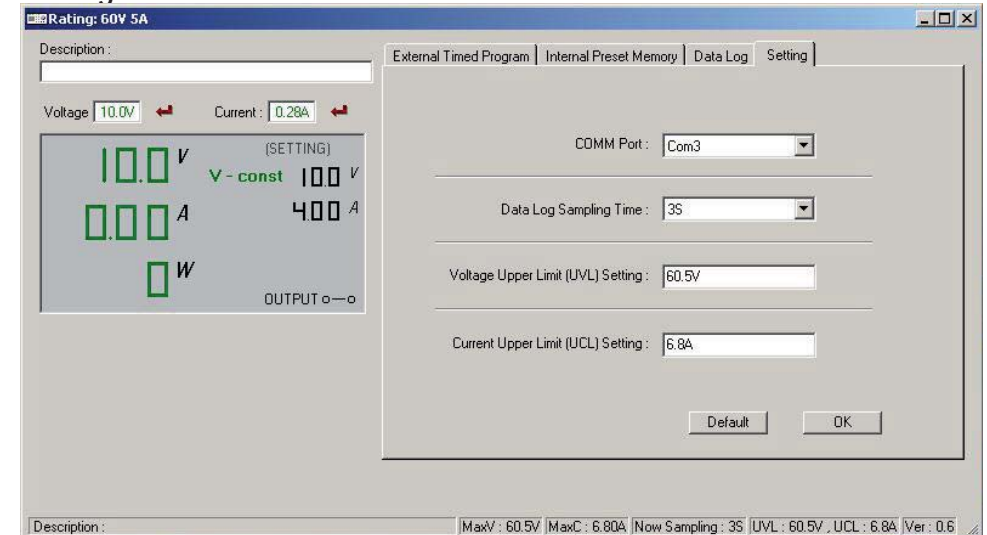 Rating: 60V 5A
Description :
Voltage 10.0V Current : 0.28A
10.0 V
(SETTING)
V - const 10.0 V
0.00 A
4.00 A
0 W
OUTPUT o—o
External Timed Program Internal Preset Memory Data Log Setting
COMM Port : Com3
Data Log Sampling Time : 3S
Voltage Upper Limit (UVL) Setting : 60.5V
Current Upper Limit (UCL) Setting : 6.8A
Default OK
Description : MaxV : 60.5V MaxC : 6.80A Now Sampling : 3S UVL : 60.5V , UCL : 6.8A Ver : 0.6